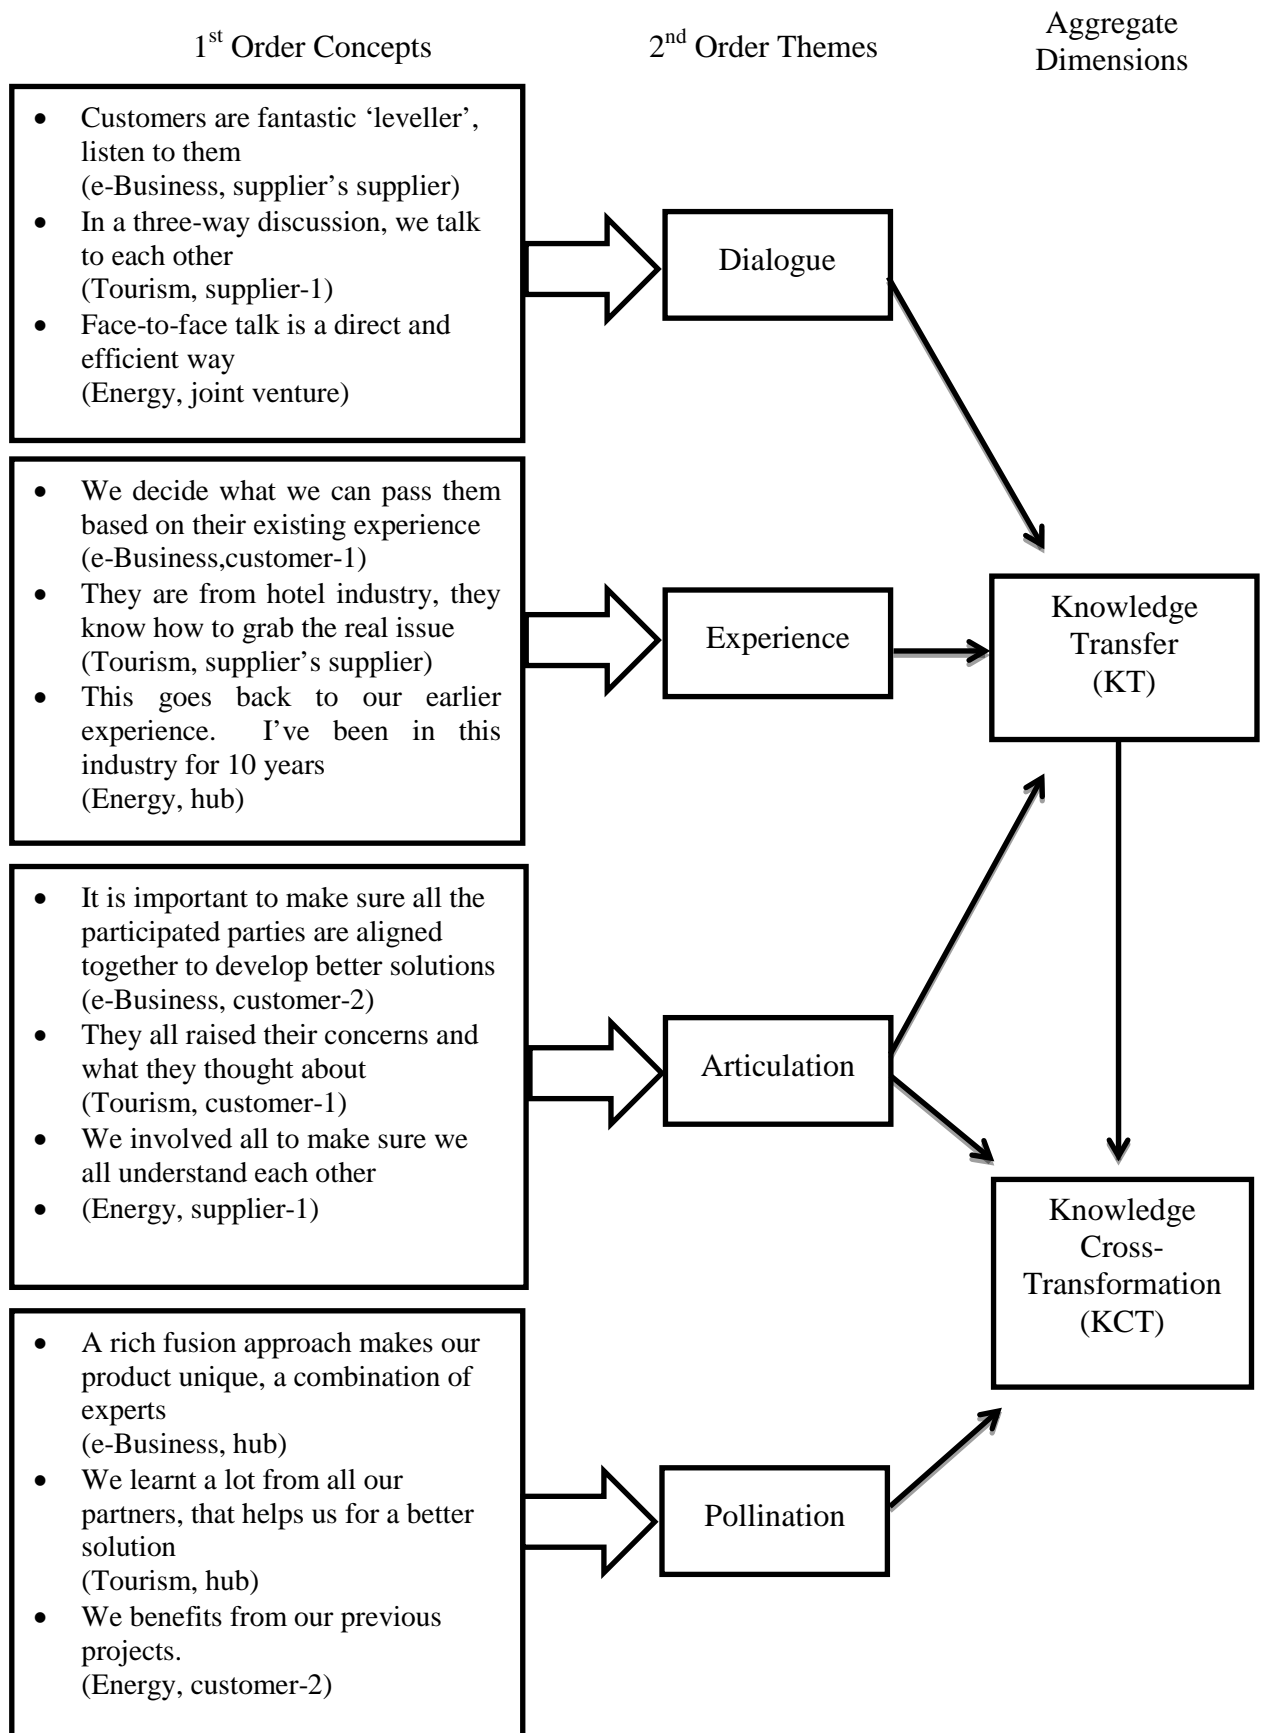 1st Order Concepts
2nd Order Themes
Aggregate
Dimensions
• Customers are fantastic ‘leveller’,
listen to them
(e-Business, supplier’s supplier)
• In a three-way discussion, we talk
to each other
(Tourism, supplier-1)
• Face-to-face talk is a direct and
efficient way
(Energy, joint venture)
Dialogue
• We decide what we can pass them
based on their existing experience
(e-Business,customer-1)
• They are from hotel industry, they
know how to grab the real issue
(Tourism, supplier’s supplier)
• This goes back to our earlier
experience. I’ve been in this
industry for 10 years
(Energy, hub)
Experience
Knowledge
Transfer
(KT)
• It is important to make sure all the
participated parties are aligned
together to develop better solutions
(e-Business, customer-2)
• They all raised their concerns and
what they thought about
(Tourism, customer-1)
• We involved all to make sure we
all understand each other
• (Energy, supplier-1)
Articulation
Knowledge
Cross-
Transformation
(KCT)
• A rich fusion approach makes our
product unique, a combination of
experts
(e-Business, hub)
• We learnt a lot from all our
partners, that helps us for a better
solution
(Tourism, hub)
• We benefits from our previous
projects.
(Energy, customer-2)
Pollination